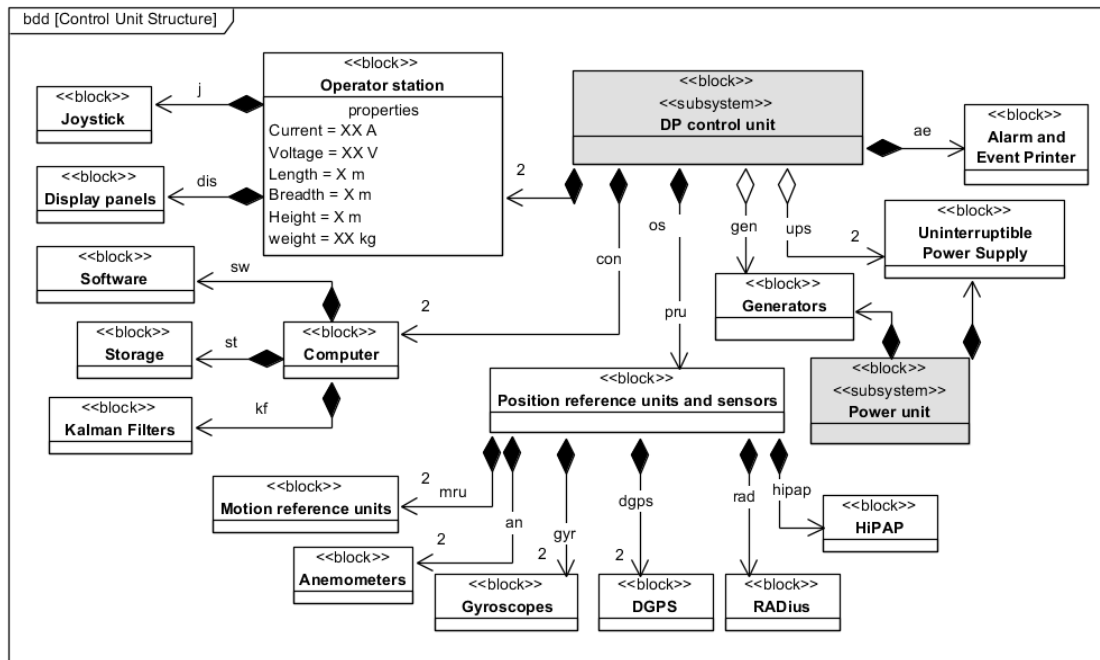 bdd [Control Unit Structure]
<<block>>
Operator station
properties
Current = XX A
Voltage = XX V
Length = X m
Breadth = X m
Height = X m
weight = XX kg
<<block>>
<<subsystem>>
DP control unit
<<block>>
Joystick
j
<<block>>
Display panels
dis
ae
<<block>>
Alarm and
Event Printer
2
os
con
gen
ups
2
<<block>>
Uninterruptible
Power Supply
<<block>>
Software
sw
<<block>>
Generators
pru
2
<<block>>
Storage
st
<<block>>
Computer
<<block>>
Kalman Filters
kf
<<block>>
<<subsystem>>
Power unit
<<block>>
Position reference units and sensors
2
mru
<<block>>
Motion reference units
an
2
<<block>>
Anemometers
gyr
2
<<block>>
Gyroscopes
dgps
2
<<block>>
DGPS
rad
<<block>>
RADius
hipap
<<block>>
HiPAP